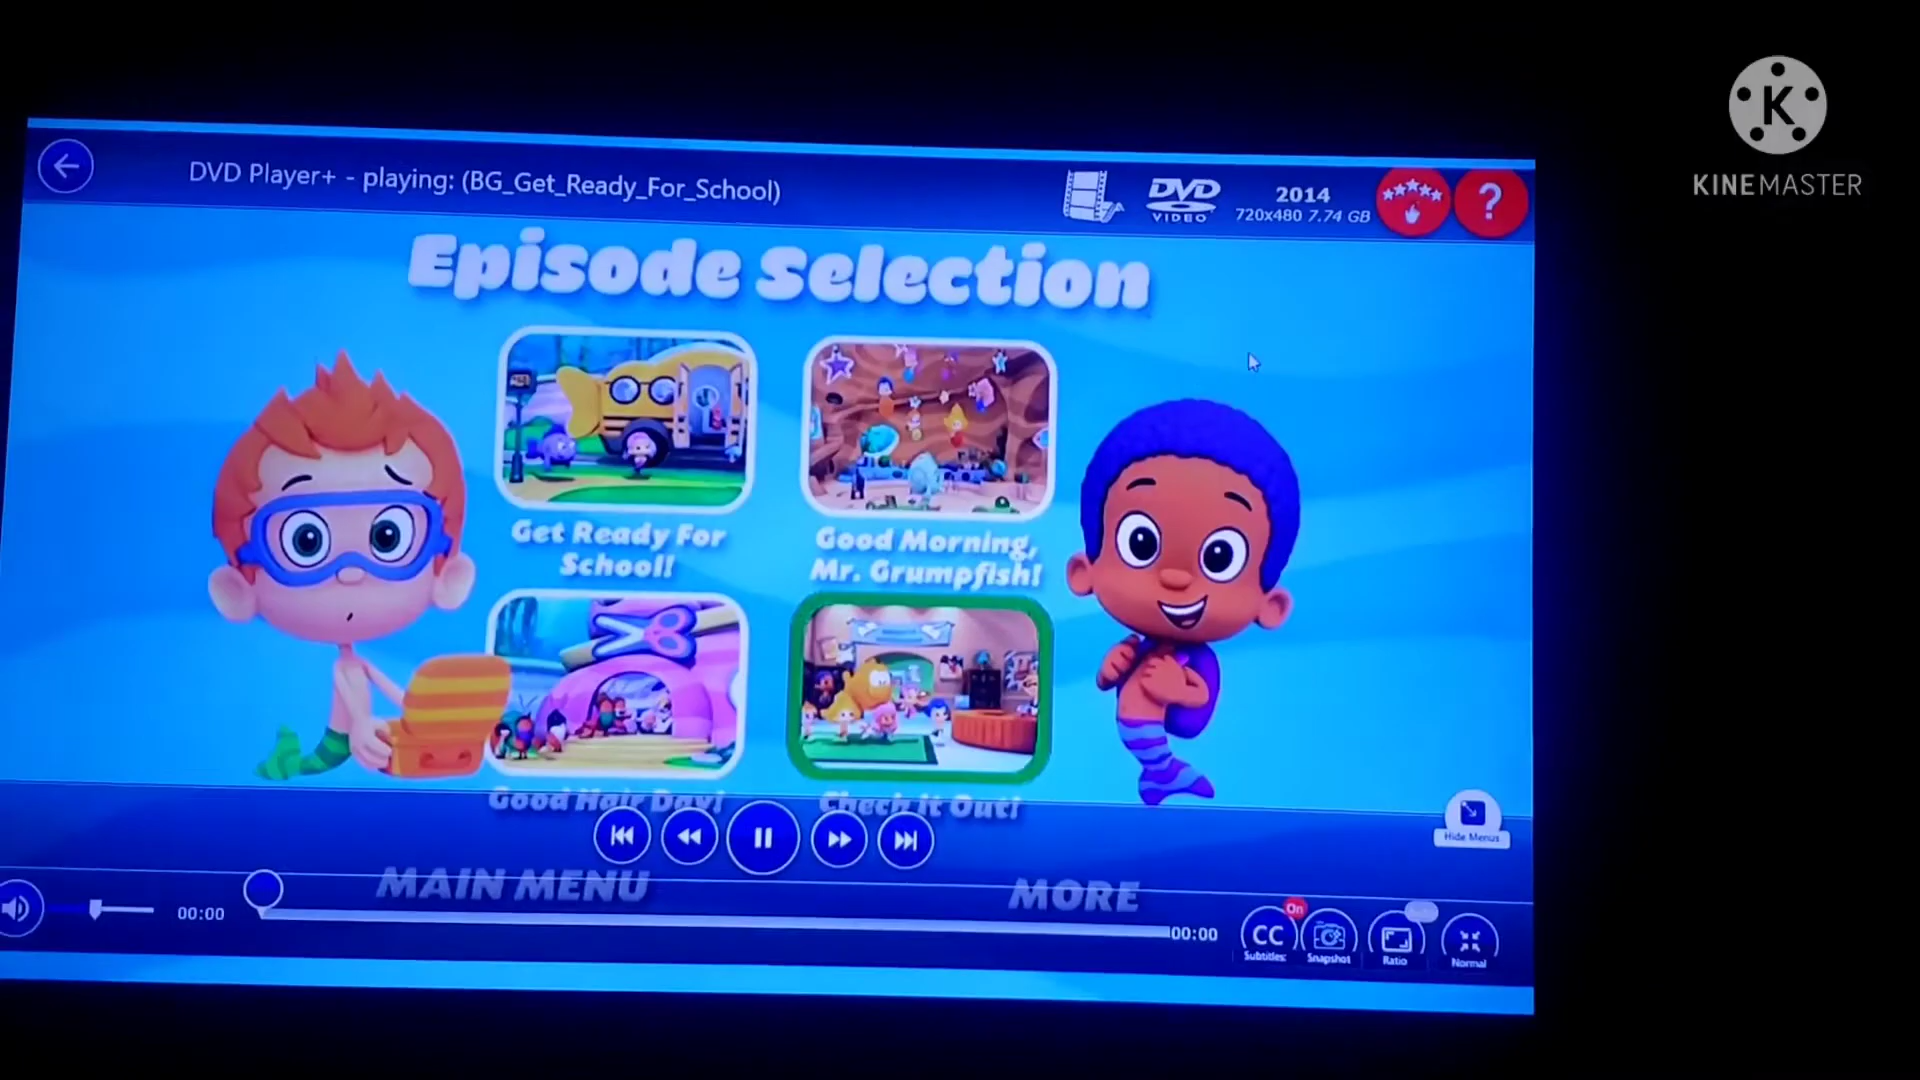 K
KINEMASTER
DVD Player+ - playing: (BG_Get_Ready_For_School)
DVD
VIDEO
2014
720x480 7.74 GB
?
Episode Selection
Get Ready For
School!
Good Morning,
Mr. Grumpfish!
Good Hair Day!
Check it Out!
Hide Menus
MAIN MENU
MORE
00:00
00:00
On
CC
Subtitles:
Snapshot
Ratio
Normal